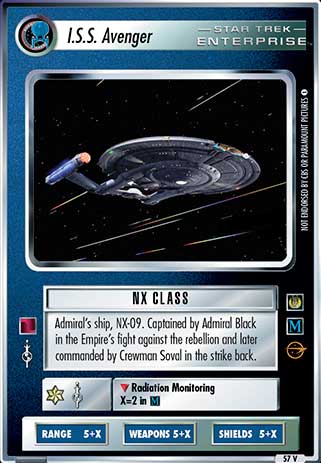 I.S.S. Avenger
STAR TREK
ENTERPRISE
NOT ENDORSED BY CBS OR PARAMOUNT PICTURES
NX CLASS
Admiral's ship, NX-09. Captained by Admiral Black
in the Empire's fight against the rebellion and later
commanded by Crewman Soval in the strike back.
M
Radiation Monitoring
X=2 in M
RANGE 5+X WEAPONS 5+X SHIELDS 5+X
57 V